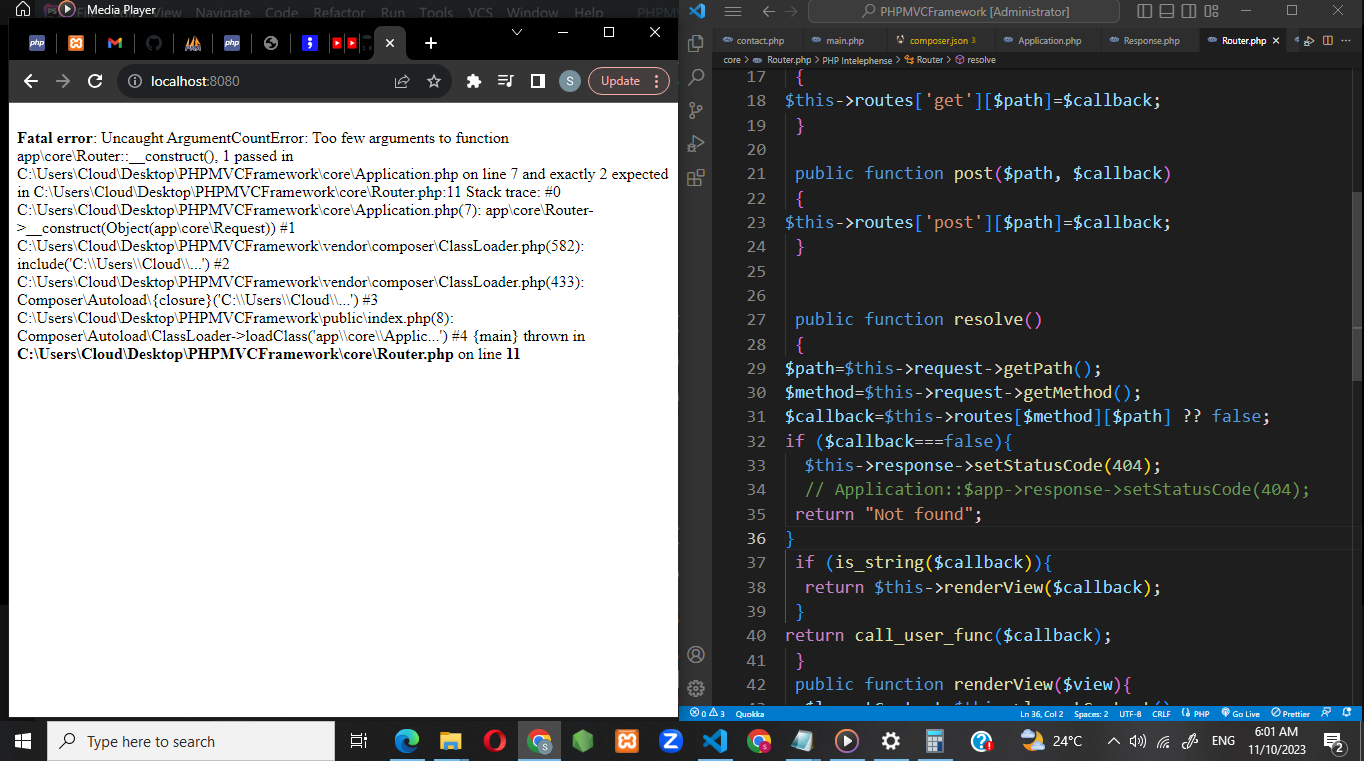 Media Player
View Navigate Code Refactor Run Tools VCS Window Help
PHPMVCFramework [Administrator]
contact.php main.php composer.json 3 Application.php Response.php Router.php
localhost:8080
Update
core > Router.php > PHP Intelephense > Router > resolve
Fatal error: Uncaught ArgumentCountError: Too few arguments to function
app\core\Router::__construct(), 1 passed in
C:\Users\Cloud\Desktop\PHPMVCFramework\core\Application.php on line 7 and exactly 2 expected
in C:\Users\Cloud\Desktop\PHPMVCFramework\core\Router.php:11 Stack trace: #0
C:\Users\Cloud\Desktop\PHPMVCFramework\core\Application.php(7): app\core\Router-
>__construct(Object(app\core\Request)) #1
C:\Users\Cloud\Desktop\PHPMVCFramework\vendor\composer\ClassLoader.php(582):
include('C:\\Users\\Cloud\\...') #2
C:\Users\Cloud\Desktop\PHPMVCFramework\vendor\composer\ClassLoader.php(433):
Composer\Autoload\{closure}('C:\\Users\\Cloud\\...') #3
C:\Users\Cloud\Desktop\PHPMVCFramework\public\index.php(8):
Composer\Autoload\ClassLoader->loadClass('app\\core\\Applic...') #4 {main} thrown in
C:\Users\Cloud\Desktop\PHPMVCFramework\core\Router.php on line 11
17 {
18 $this->routes['get'][$path]=$callback;
19 }
20
21 public function post($path, $callback)
22 {
23 $this->routes['post'][$path]=$callback;
24 }
25
26
27 public function resolve()
28 {
29 $path=$this->request->getPath();
30 $method=$this->request->getMethod();
31 $callback=$this->routes[$method][$path] ?? false;
32 if ($callback===false){
33 $this->response->setStatusCode(404);
34 // Application::$app->response->setStatusCode(404);
35 return "Not found";
36 }
37 if (is_string($callback)){
38 return $this->renderView($callback);
39 }
40 return call_user_func($callback);
41 }
42 public function renderView($view){
0 3 Quokka Ln 36, Col 2 Spaces: 2 UTF-8 CRLF PHP Go Live Prettier
Type here to search
24°C
ENG
6:01 AM
11/10/2023
2